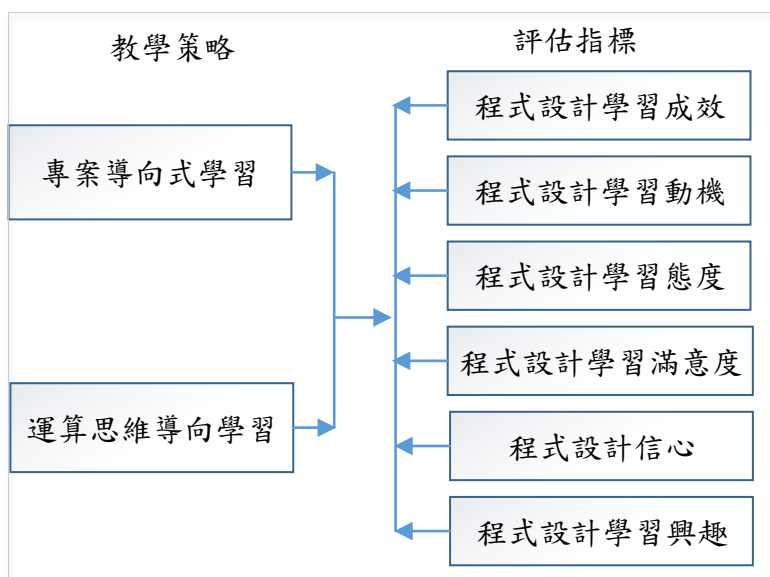 教學策略
評估指標
專案導向式學習
運算思維導向學習
程式設計學習成效
程式設計學習動機
程式設計學習態度
程式設計學習滿意度
程式設計信心
程式設計學習興趣